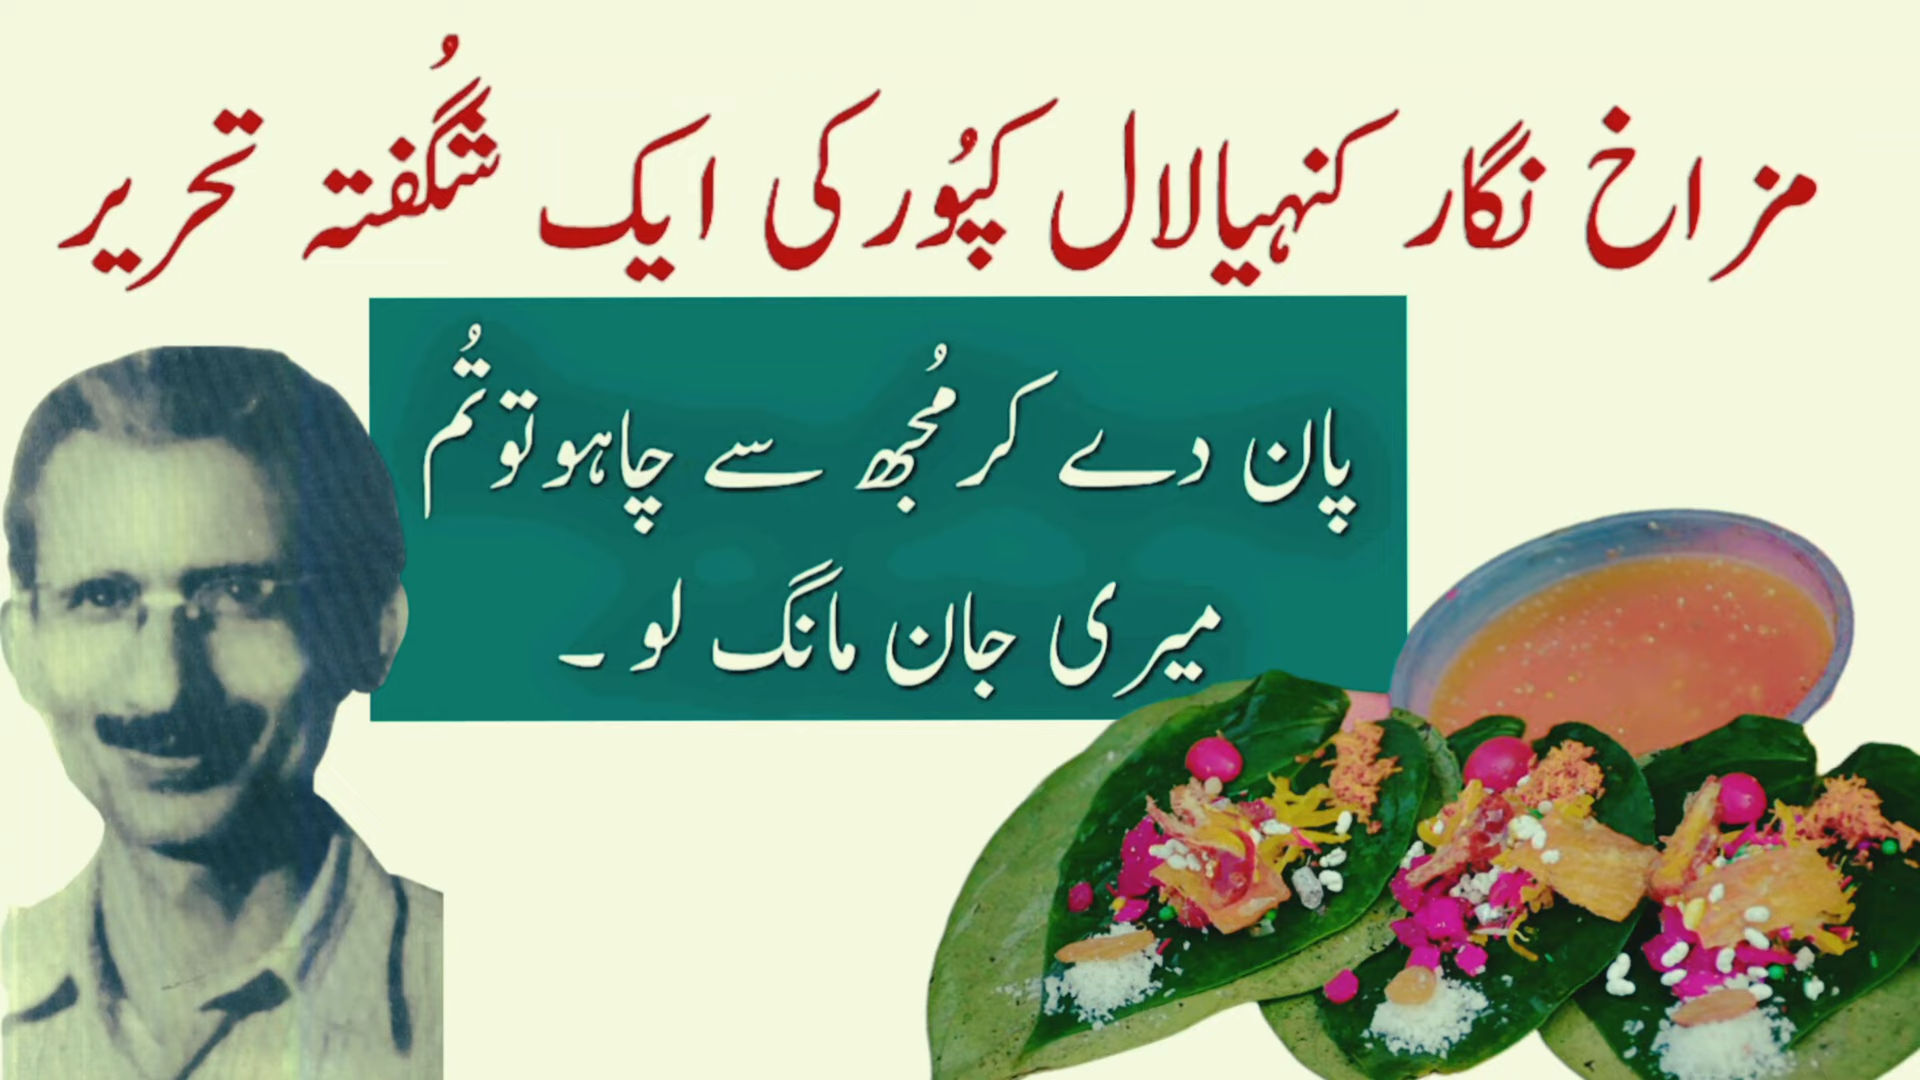 مزاخ نگار کنہیالال کپُور کی ایک شگُفتہ تحریر
پان دے کر مُجھ سے چاہو تو تُم
میری جان مانگ لو ۔